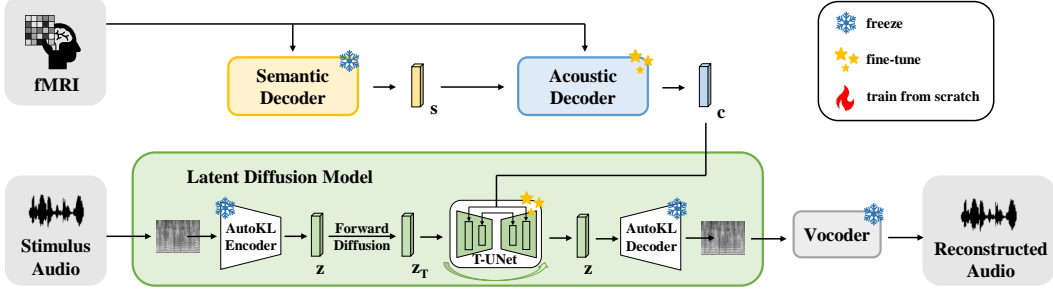 fMRI
Semantic
Decoder
s
Acoustic
Decoder
c
freeze
fine-tune
train from scratch
Latent Diffusion Model
Stimulus
Audio
AutoKL
Encoder
z
Forward
Diffusion
z_T
T-UNet
z
AutoKL
Decoder
Vocoder
Reconstructed
Audio